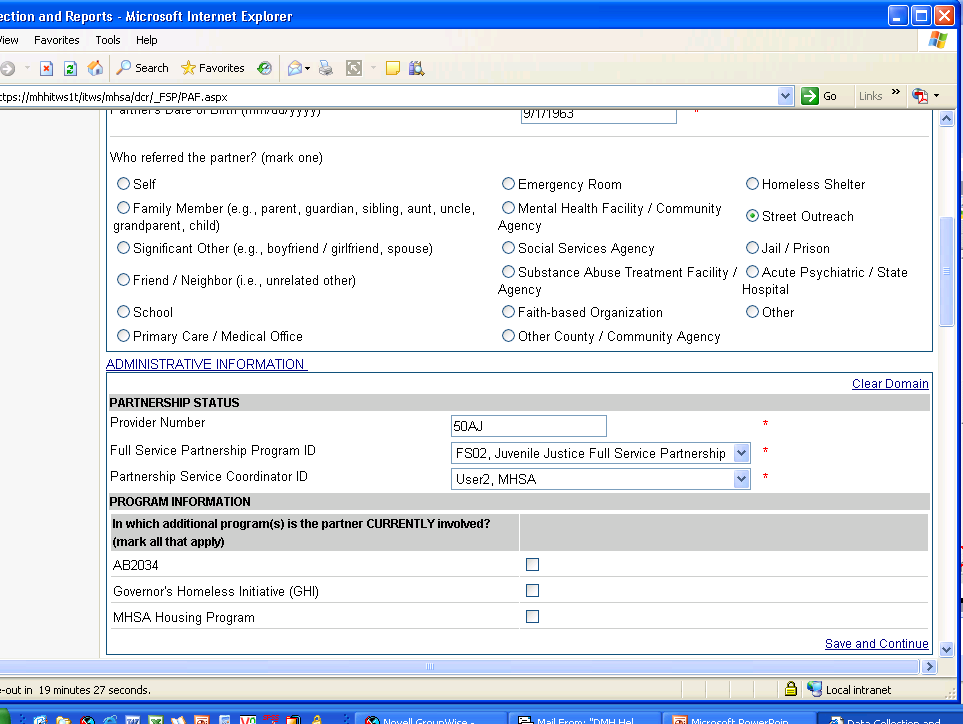 ection and Reports - Microsoft Internet Explorer
View Favorites Tools Help
Search Favorites
ttps://mhhitws1t/itws/mhsa/dcr/_FSP/PAF.aspx Go Links »
Partner's Date of Birth (mm/dd/yyyy) 9/1/1963 *
Who referred the partner? (mark one)
Self Emergency Room Homeless Shelter
Family Member (e.g., parent, guardian, sibling, aunt, uncle,
grandparent, child)
Mental Health Facility / Community
Agency
Street Outreach
Significant Other (e.g., boyfriend / girlfriend, spouse) Social Services Agency Jail / Prison
Friend / Neighbor (i.e., unrelated other)
Substance Abuse Treatment Facility /
Agency
Acute Psychiatric / State
Hospital
School Faith-based Organization Other
Primary Care / Medical Office Other County / Community Agency
ADMINISTRATIVE INFORMATION
Clear Domain
PARTNERSHIP STATUS
Provider Number 50AJ *
Full Service Partnership Program ID FS02, Juvenile Justice Full Service Partnership *
Partnership Service Coordinator ID User2, MHSA *
PROGRAM INFORMATION
In which additional program(s) is the partner CURRENTLY involved?
(mark all that apply)
AB2034
Governor's Homeless Initiative (GHI)
MHSA Housing Program
Save and Continue
e-out in 19 minutes 27 seconds. Local intranet
Novell GroupWise - Mail From: "DMH Hel Microsoft PowerPoin Data Collection and